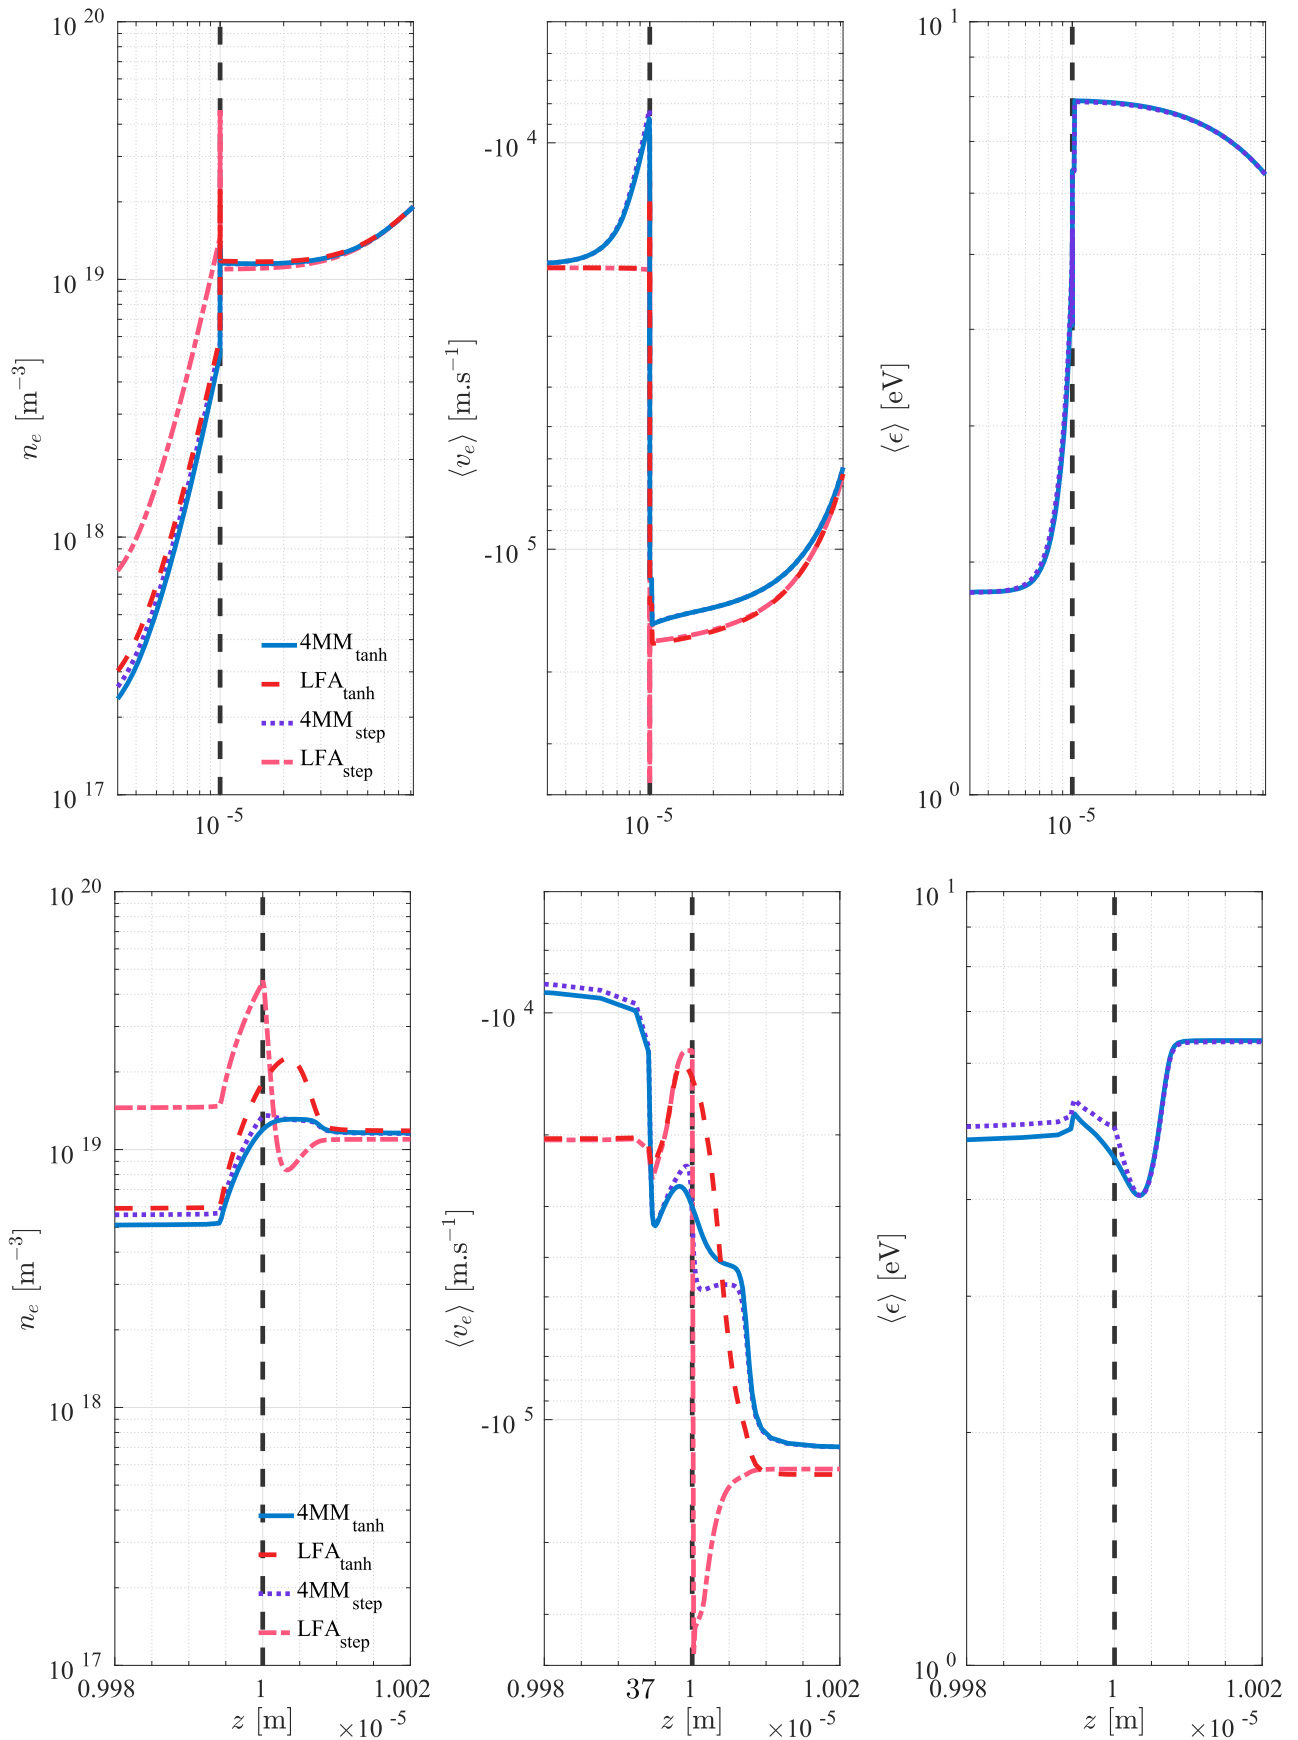 10^20
10^19
10^18
10^17
n_e [m^−3]
4MM_tanh
LFA_tanh
4MM_step
LFA_step
10^-5
-10^4
-10^5
⟨v_e⟩ [m.s^−1]
10^-5
10^1
10^0
⟨ϵ⟩ [eV]
10^-5
10^20
10^19
10^18
10^17
n_e [m^−3]
4MM_tanh
LFA_tanh
4MM_step
LFA_step
0.998 1 1.002
z [m] ×10^-5
-10^4
-10^5
⟨v_e⟩ [m.s^−1]
0.998 37 1 1.002
z [m] ×10^-5
10^1
10^0
⟨ϵ⟩ [eV]
0.998 1 1.002
z [m] ×10^-5